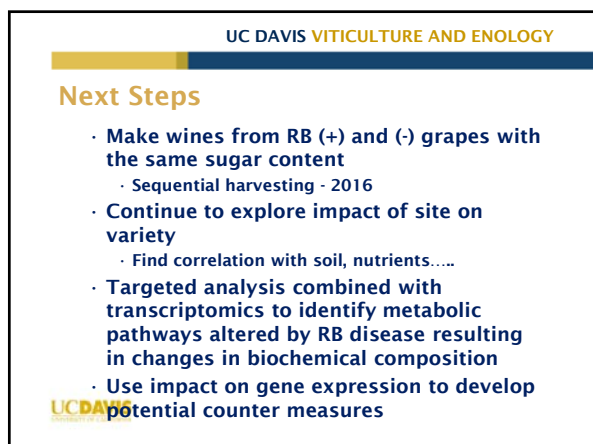 UC DAVIS VITICULTURE AND ENOLOGY
Next Steps
· Make wines from RB (+) and (-) grapes with
the same sugar content
· Sequential harvesting - 2016
· Continue to explore impact of site on
variety
· Find correlation with soil, nutrients.....
· Targeted analysis combined with
transcriptomics to identify metabolic
pathways altered by RB disease resulting
in changes in biochemical composition
· Use impact on gene expression to develop
potential counter measures
UCDAVIS